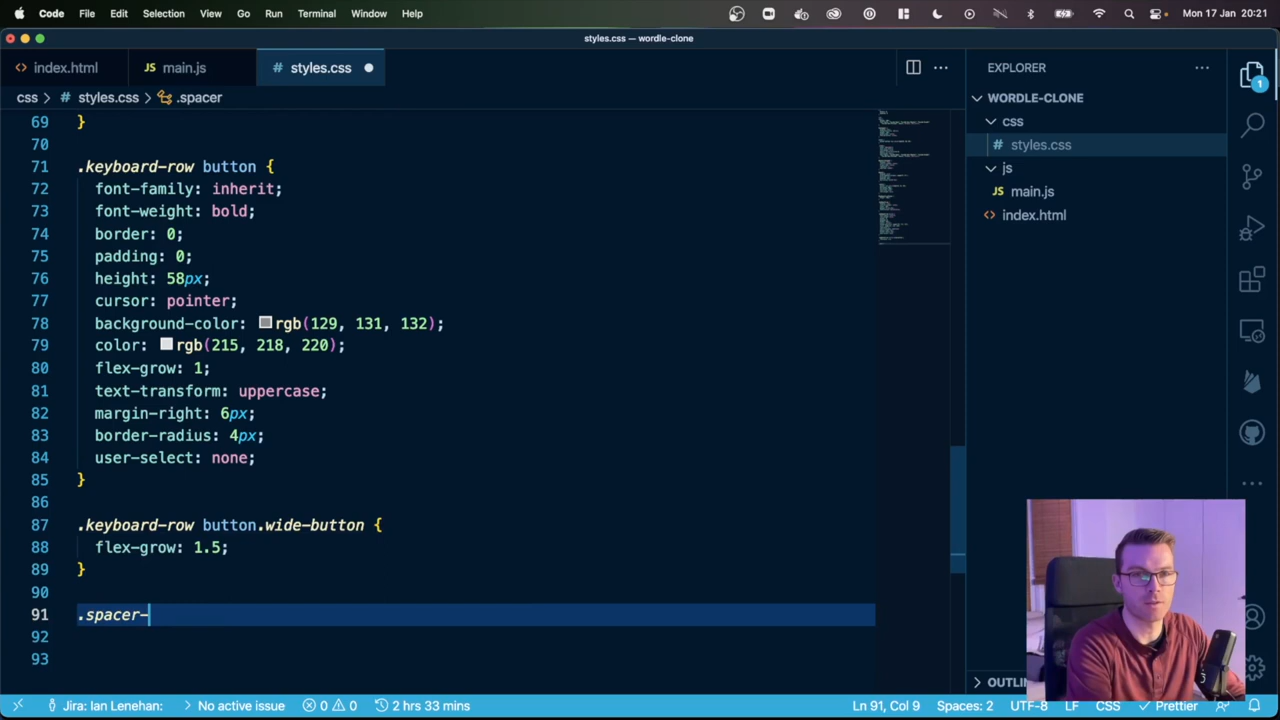 Code File Edit Selection View Go Run Terminal Window Help Mon 17 Jan 20:21
styles.css — wordle-clone
index.html JS main.js # styles.css EXPLORER
css > # styles.css > .spacer WORDLE-CLONE
css
# styles.css
js
JS main.js
index.html
1
69 }
70
71 .keyboard-row button {
72 font-family: inherit;
73 font-weight: bold;
74 border: 0;
75 padding: 0;
76 height: 58px;
77 cursor: pointer;
78 background-color: rgb(129, 131, 132);
79 color: rgb(215, 218, 220);
80 flex-grow: 1;
81 text-transform: uppercase;
82 margin-right: 6px;
83 border-radius: 4px;
84 user-select: none;
85 }
86
87 .keyboard-row button.wide-button {
88 flex-grow: 1.5;
89 }
90
91 .spacer-
92
93
Jira: Ian Lenehan: > No active issue 0 0 2 hrs 33 mins Ln 91, Col 9 Spaces: 2 UTF-8 LF CSS Prettier